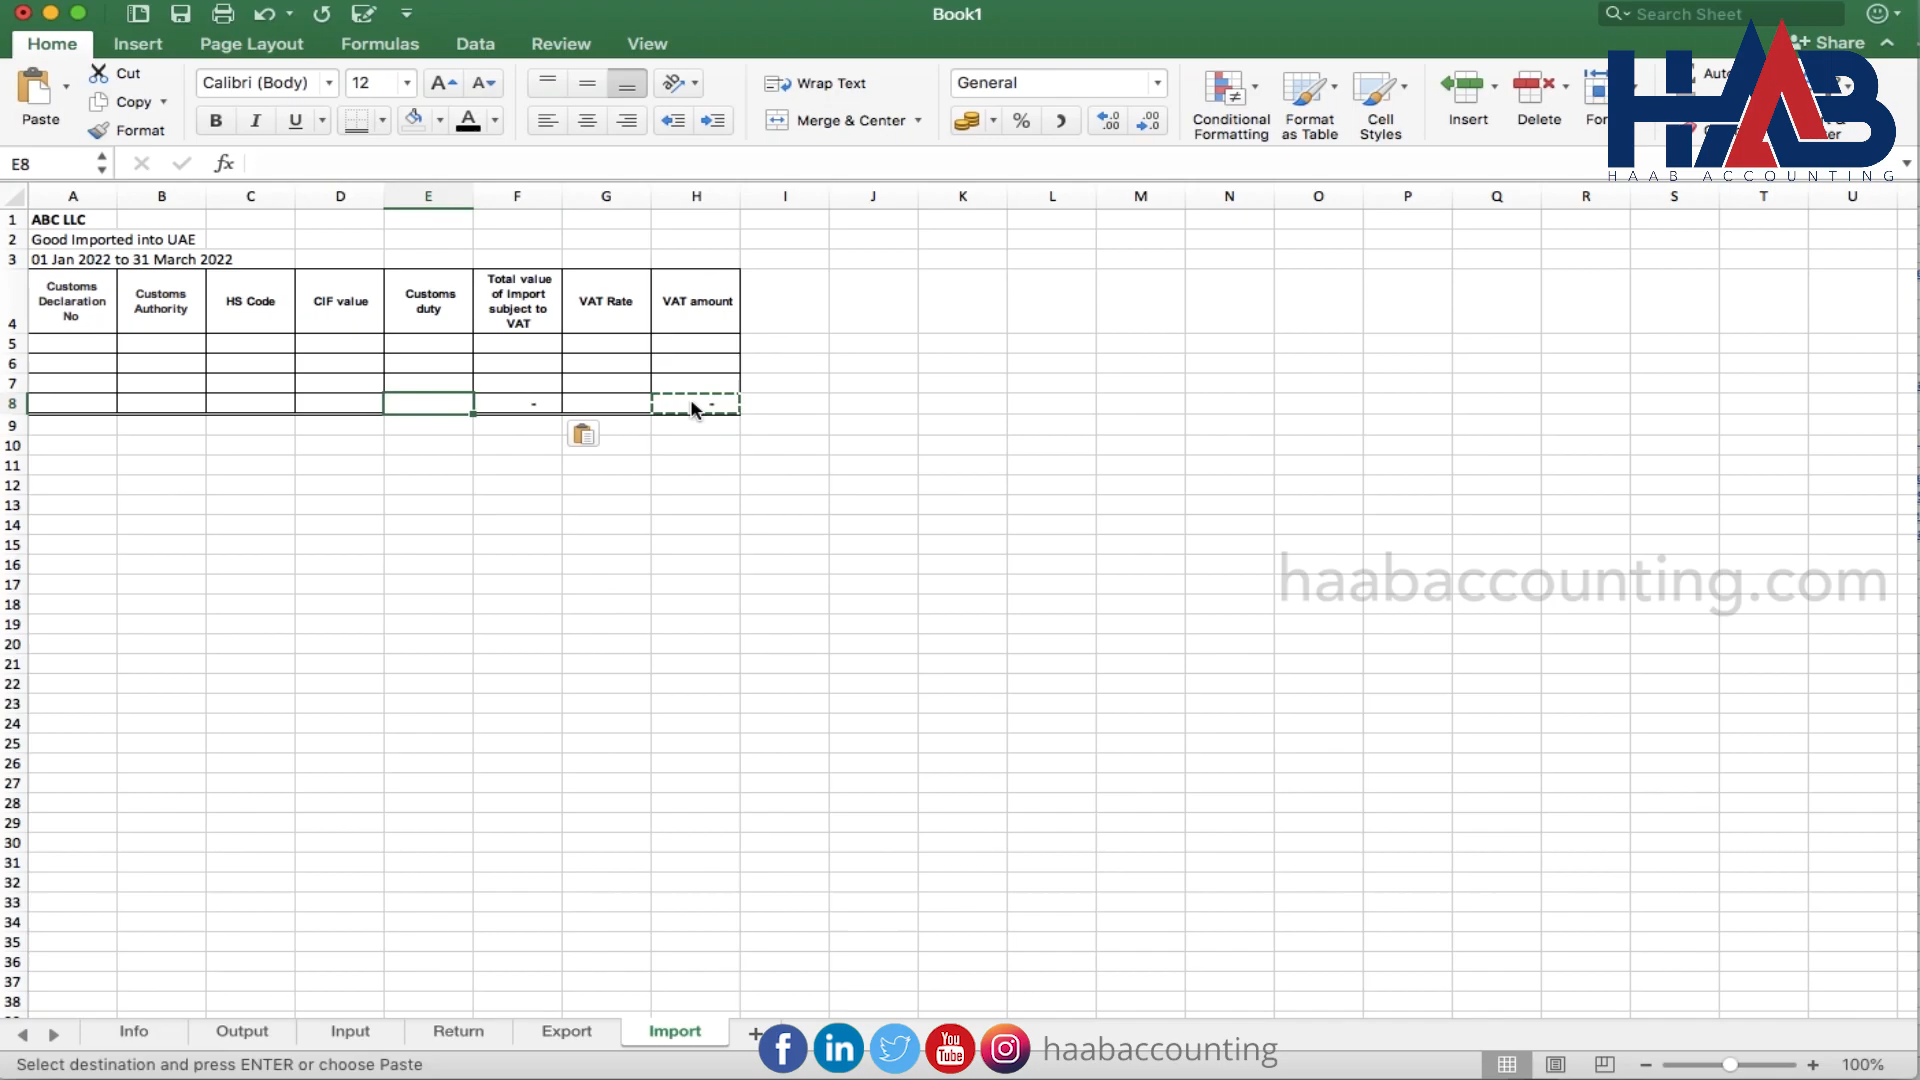 Book1
Search Sheet
Home Insert Page Layout Formulas Data Review View
Share
Paste
Cut
Copy
Format
Calibri (Body) 12
B I U
Wrap Text
Merge & Center
General
Conditional Formatting
Format as Table
Cell Styles
Insert
Delete
HAAB
HAAB ACCOUNTING
E8
fx
A B C D E F G H I J K L M N O P Q R S T U
1 ABC LLC
2 Good Imported into UAE
3 01 Jan 2022 to 31 March 2022
4 Customs Declaration No Customs Authority HS Code CIF value Customs duty Total value of Import subject to VAT VAT Rate VAT amount
5
6
7
8 - -
9
10
11
12
13
14
15
16
haabaccounting.com
17
18
19
20
21
22
23
24
25
26
27
28
29
30
31
32
33
34
35
36
37
38
Info Output Input Return Export Import +
haabaccounting
Select destination and press ENTER or choose Paste
100%